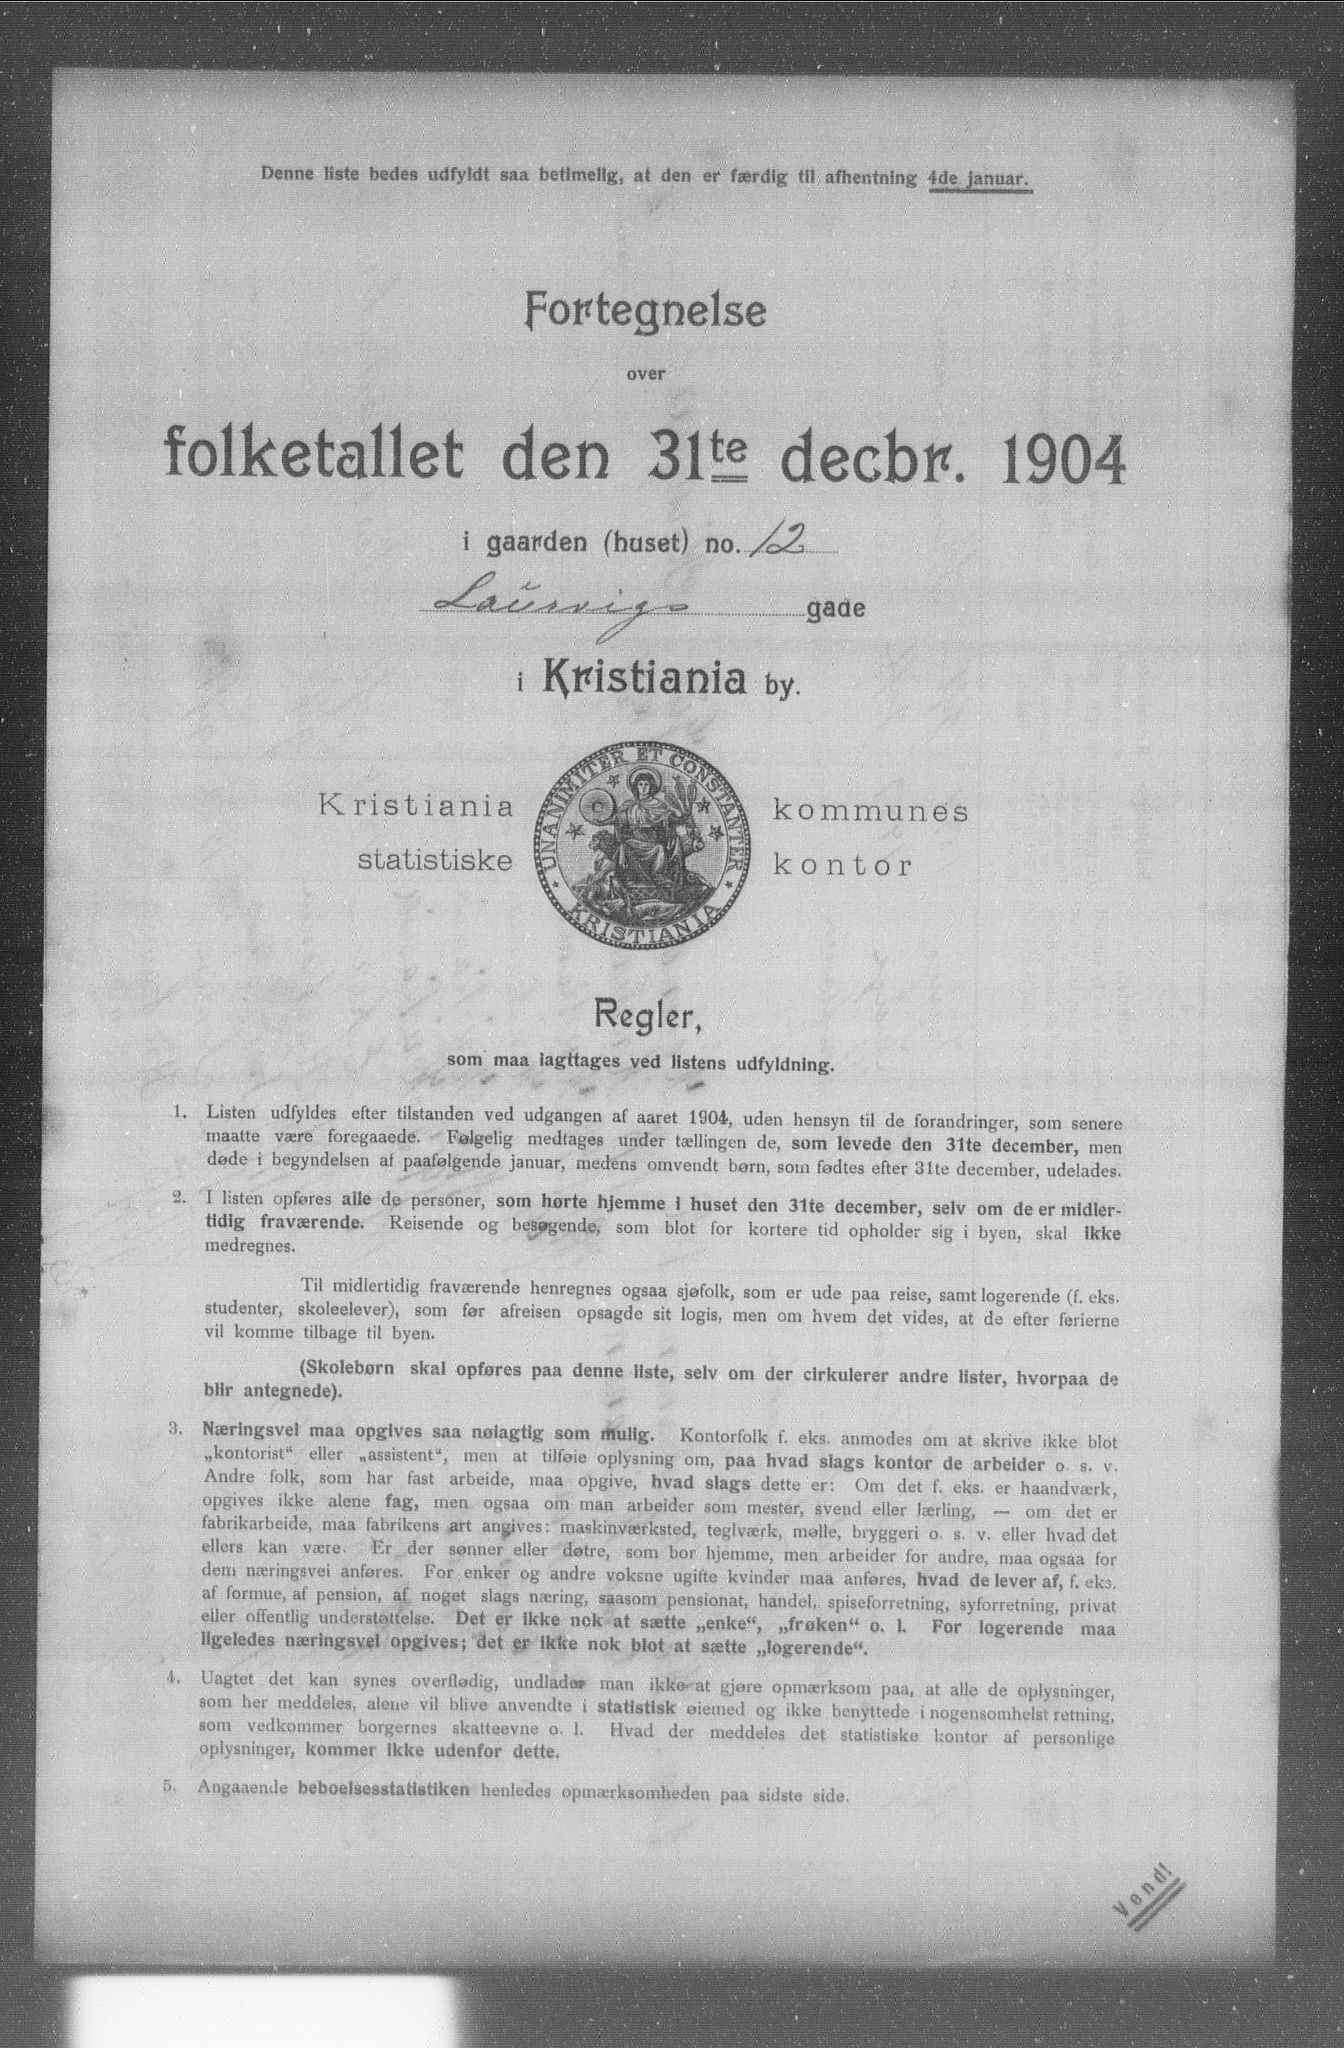 Denne liste bedes udfyldt saa betimelig, at den er færdig til afhentning 4de januar.
Fortegnelse
over
folketallet den 31te decbr. 1904
i gaarden (huset) no. 12
Laurvigs gade
i Kristiania by.
UNANIMITER ET CONSTANTER
KRISTIANIA
Kristiania kommunes
statistiske kontor
Regler,
som maa iagttages ved listens udfyldning.
1. Listen udfyldes efter tilstanden ved udgangen af aaret 1904, uden hensyn til de forandringer, som senere
maatte være foregaaede. Følgelig medtages under tællingen de, som levede den 31te december, men
døde i begyndelsen af paafølgende januar, medens omvendt børn, som fødtes efter 31te december, udelades.
2. I listen opføres alle de personer, som hørte hjemme i huset den 31te december, selv om de er midler-
tidig fraværende. Reisende og besøgende, som blot for kortere tid opholder sig i byen, skal ikke
medregnes.
Til midlertidig fraværende henregnes ogsaa sjøfolk, som er ude paa reise, samt logerende (f. eks.
studenter, skoleelever), som før afreisen opsagde sit logis, men om hvem det vides, at de efter ferierne
vil komme tilbage til byen.
(Skolebørn skal opføres paa denne liste, selv om der cirkulerer andre lister, hvorpaa de
blir antegnede).
3. Næringsvei maa opgives saa nøiagtig som mulig. Kontorfolk f. eks. anmodes om at skrive ikke blot
„kontorist“ eller „assistent“, men at tilføie oplysning om, paa hvad slags kontor de arbeider o. s. v.
Andre folk, som har fast arbeide, maa opgive, hvad slags dette er: Om det f. eks. er haandværk,
opgives ikke alene fag, men ogsaa om man arbeider som mester, svend eller lærling, — om det er
fabrikarbeide, maa fabrikens art angives: maskinværksted, teglværk, mølle, bryggeri o. s. v. eller hvad det
ellers kan være. Er der sønner eller døtre, som bor hjemme, men arbeider for andre, maa ogsaa for
dem næringsvei anføres. For enker og andre voksne ugifte kvinder maa anføres, hvad de lever af, f. eks.
af formue, af pension, af noget slags næring, saasom pensionat, handel, spiseforretning, syforretning, privat
eller offentlig understøttelse. Det er ikke nok at sætte „enke“, „frøken“ o. l. For logerende maa
ligeledes næringsvei opgives; det er ikke nok blot at sætte „logerende“.
4. Uagtet det kan synes overflødig, undlader man ikke at gjøre opmærksom paa, at alle de oplysninger,
som her meddeles, alene vil blive anvendte i statistisk øiemed og ikke benyttede i nogensomhelst retning,
som vedkommer borgernes skatteevne o. l. Hvad der meddeles det statistiske kontor af personlige
oplysninger, kommer ikke udenfor dette.
5. Angaaende beboelsesstatistiken henledes opmærksomheden paa sidste side.
Vend!